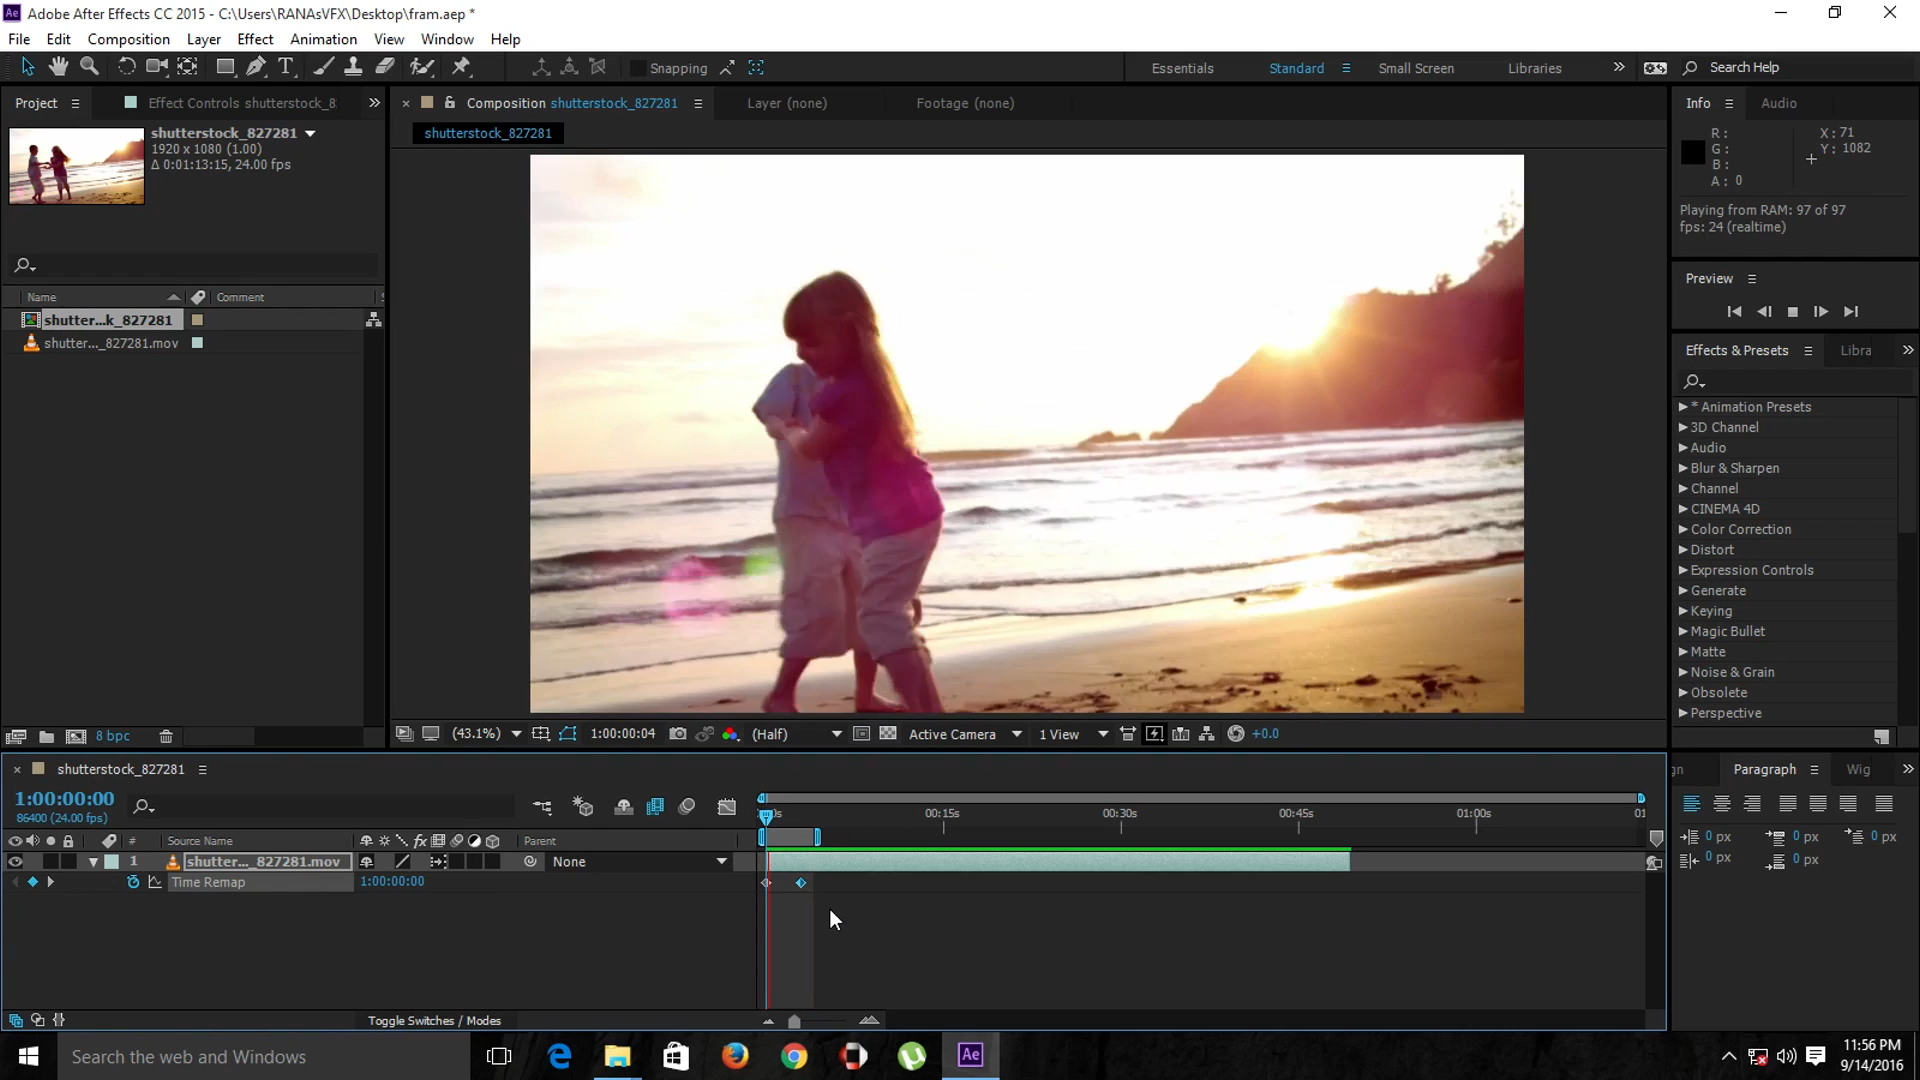 Ae Adobe After Effects CC 2015 - C:\Users\RANAsVFX\Desktop\fram.aep *
File Edit Composition Layer Effect Animation View Window Help
Snapping Essentials Standard Small Screen Libraries Search Help
Project Effect Controls shutterstock_8
Composition shutterstock_827281 Layer (none) Footage (none)
Info Audio
shutterstock_827281
1920 x 1080 (1.00)
Δ 0:01:13:15, 24.00 fps
shutterstock_827281
R: X: 71
G: Y: 1082
B:
A: 0
Playing from RAM: 97 of 97
fps: 24 (realtime)
Preview
Name Comment
shutter...k_827281
shutter..._827281.mov
Effects & Presets Libra
* Animation Presets
3D Channel
Audio
Blur & Sharpen
Channel
CINEMA 4D
Color Correction
Distort
Expression Controls
Generate
Keying
Magic Bullet
Matte
Noise & Grain
Obsolete
Perspective
8 bpc
(43.1%) 1:00:00:04 (Half) Active Camera 1 View +0.0
shutterstock_827281
Paragraph Wig
1:00:00:00
86400 (24.00 fps)
00:15s 00:30s 00:45s 01:00s
0 px 0 px 0 px
0 px 0 px
# Source Name fx Parent
1 shutter..._827281.mov None
Time Remap 1:00:00:00
Toggle Switches / Modes
Search the web and Windows
Ae
11:56 PM
9/14/2016